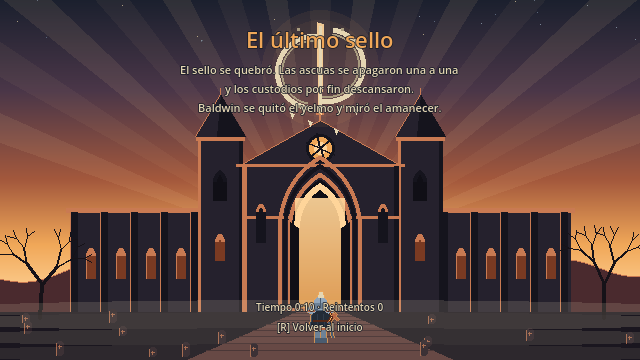 El último sello
El sello se quebró. Las ascuas se apagaron una a una
y los custodios por fin descansaron.
Baldwin se quitó el yelmo y miró el amanecer.
Tiempo 0:10 · Reintentos 0
[R] Volver al inicio